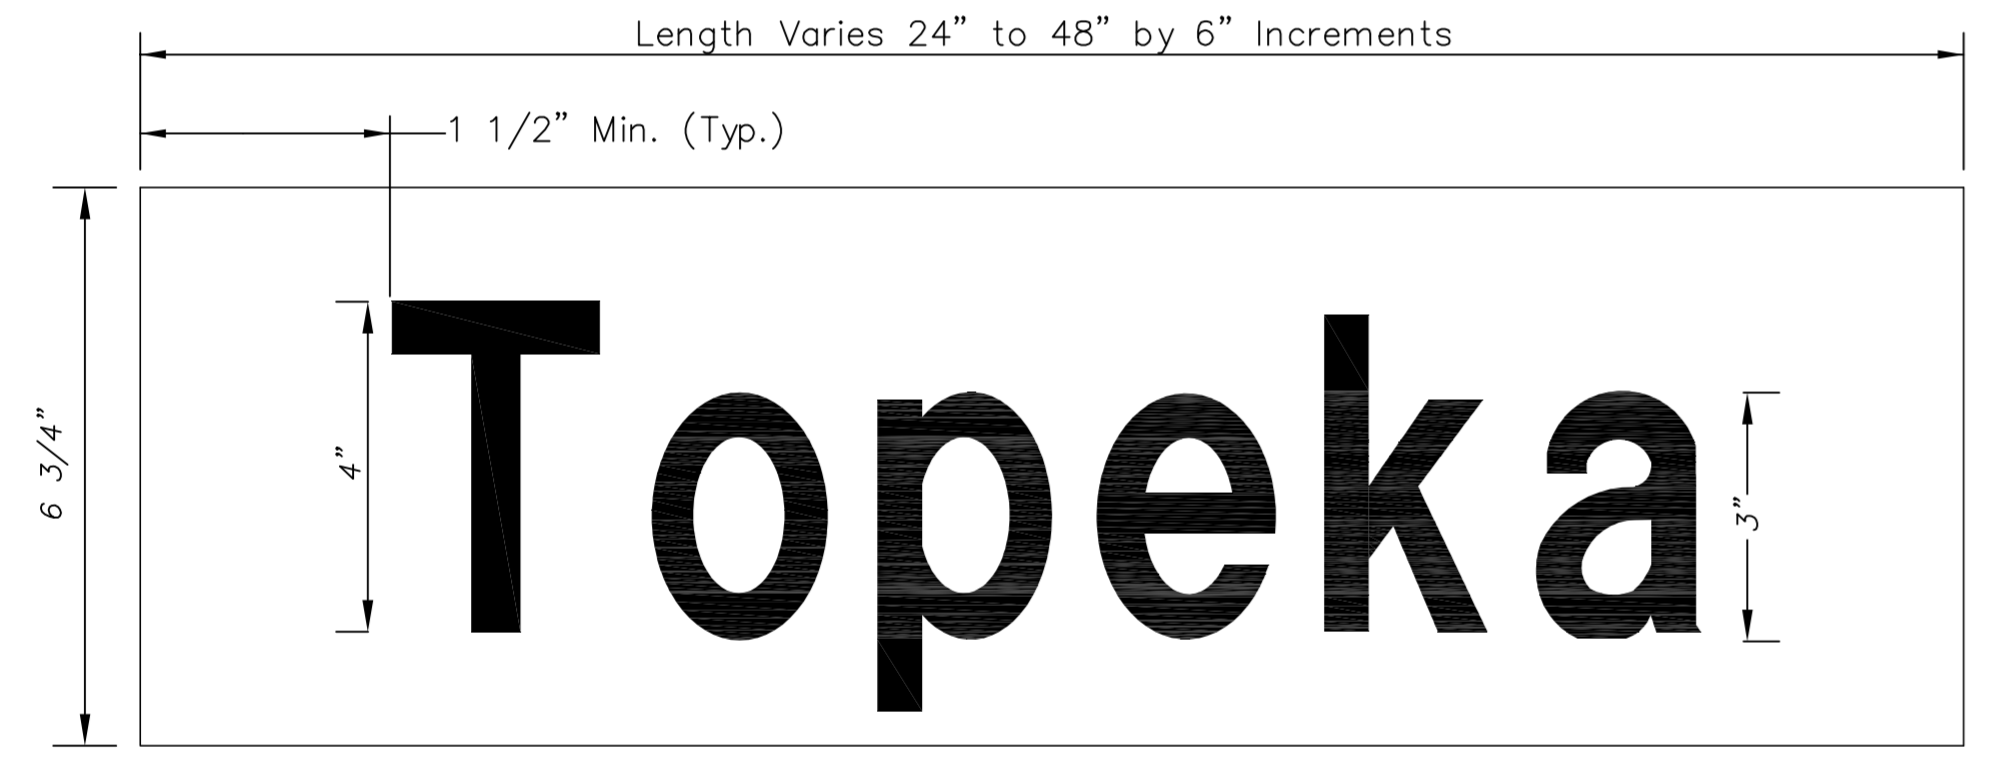 Length Varies 24” to 48” by 6” Increments
1 1/2” Min. (Typ.)
6 3/4”
4”
Topeka
3”